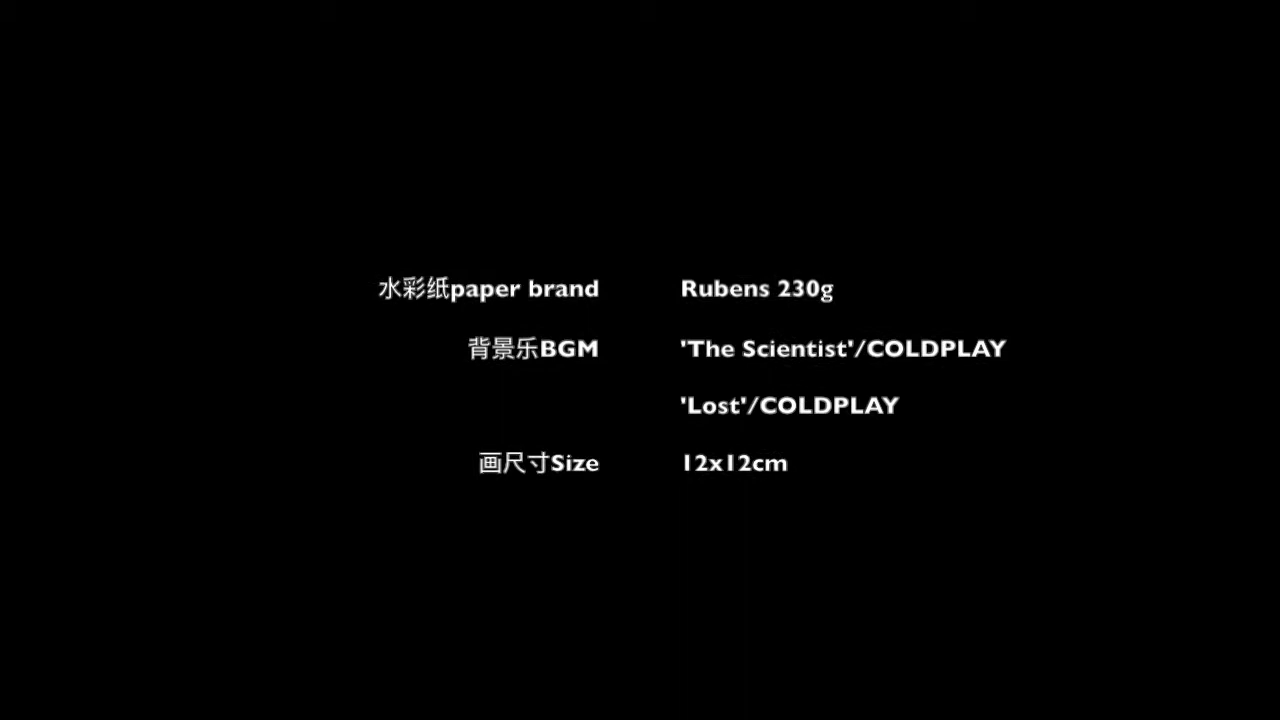 水彩纸paper brand Rubens 230g
背景乐BGM 'The Scientist'/COLDPLAY
'Lost'/COLDPLAY
画尺寸Size 12x12cm